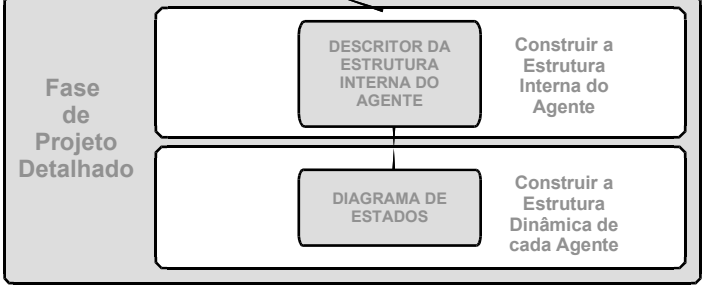 Fase
de
Projeto
Detalhado
DESCRITOR DA
ESTRUTURA
INTERNA DO
AGENTE
Construir a
Estrutura
Interna do
Agente
DIAGRAMA DE
ESTADOS
Construir a
Estrutura
Dinâmica de
cada Agente